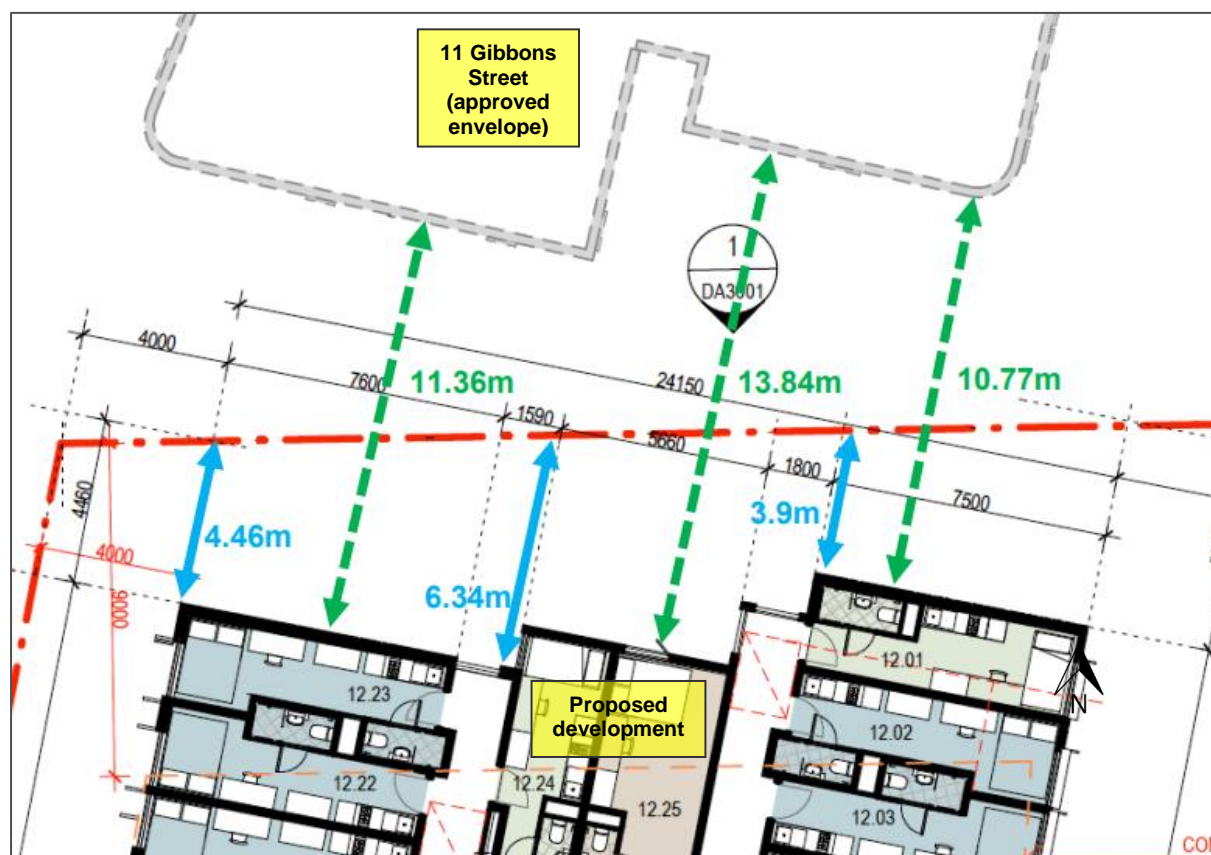 11 Gibbons
Street
(approved
envelope)
1
DA3001
4000
7600
11.36m
1590
24150
13.84m
10.77m
5660
1800
7500
4460
4000
9000
4.46m
6.34m
3.9m
12.01
12.23
Proposed
development
N
12.02
12.22
12.24
12.25
12.03
CO